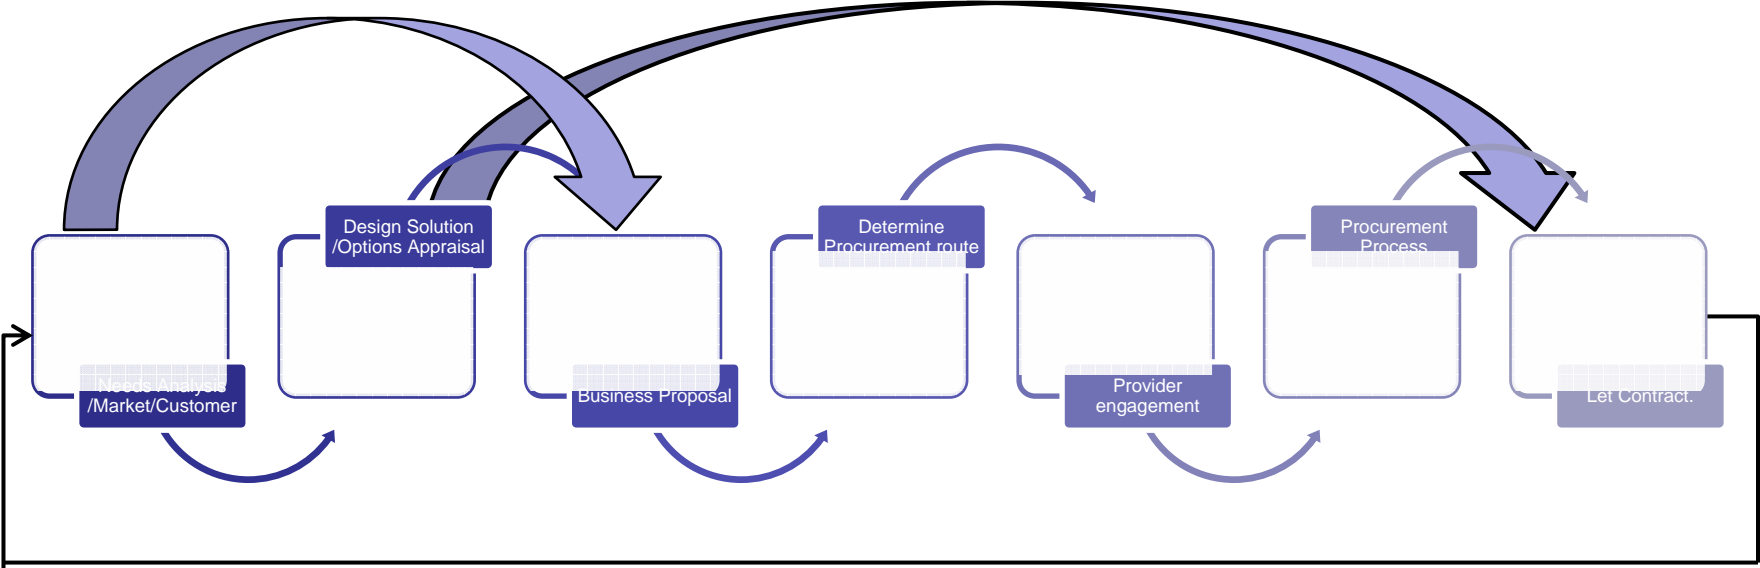 Needs Analysis
/Market/Customer
Design Solution
/Options Appraisal
Business Proposal
Determine
Procurement route
Provider
engagement
Procurement
Process
Let Contract.